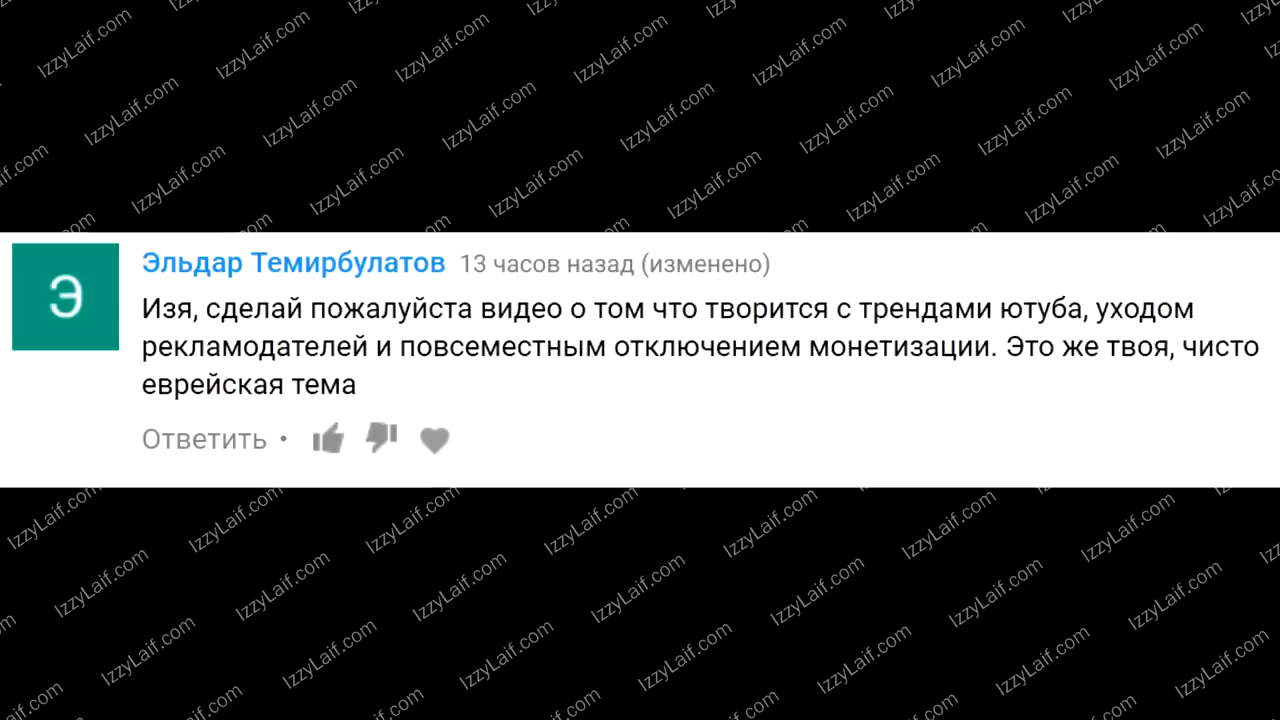 IzzyLaif.com
Э
Эльдар Темирбулатов 13 часов назад (изменено)
Изя, сделай пожалуйста видео о том что творится с трендами ютуба, уходом
рекламодателей и повсеместным отключением монетизации. Это же твоя, чисто
еврейская тема
Ответить •